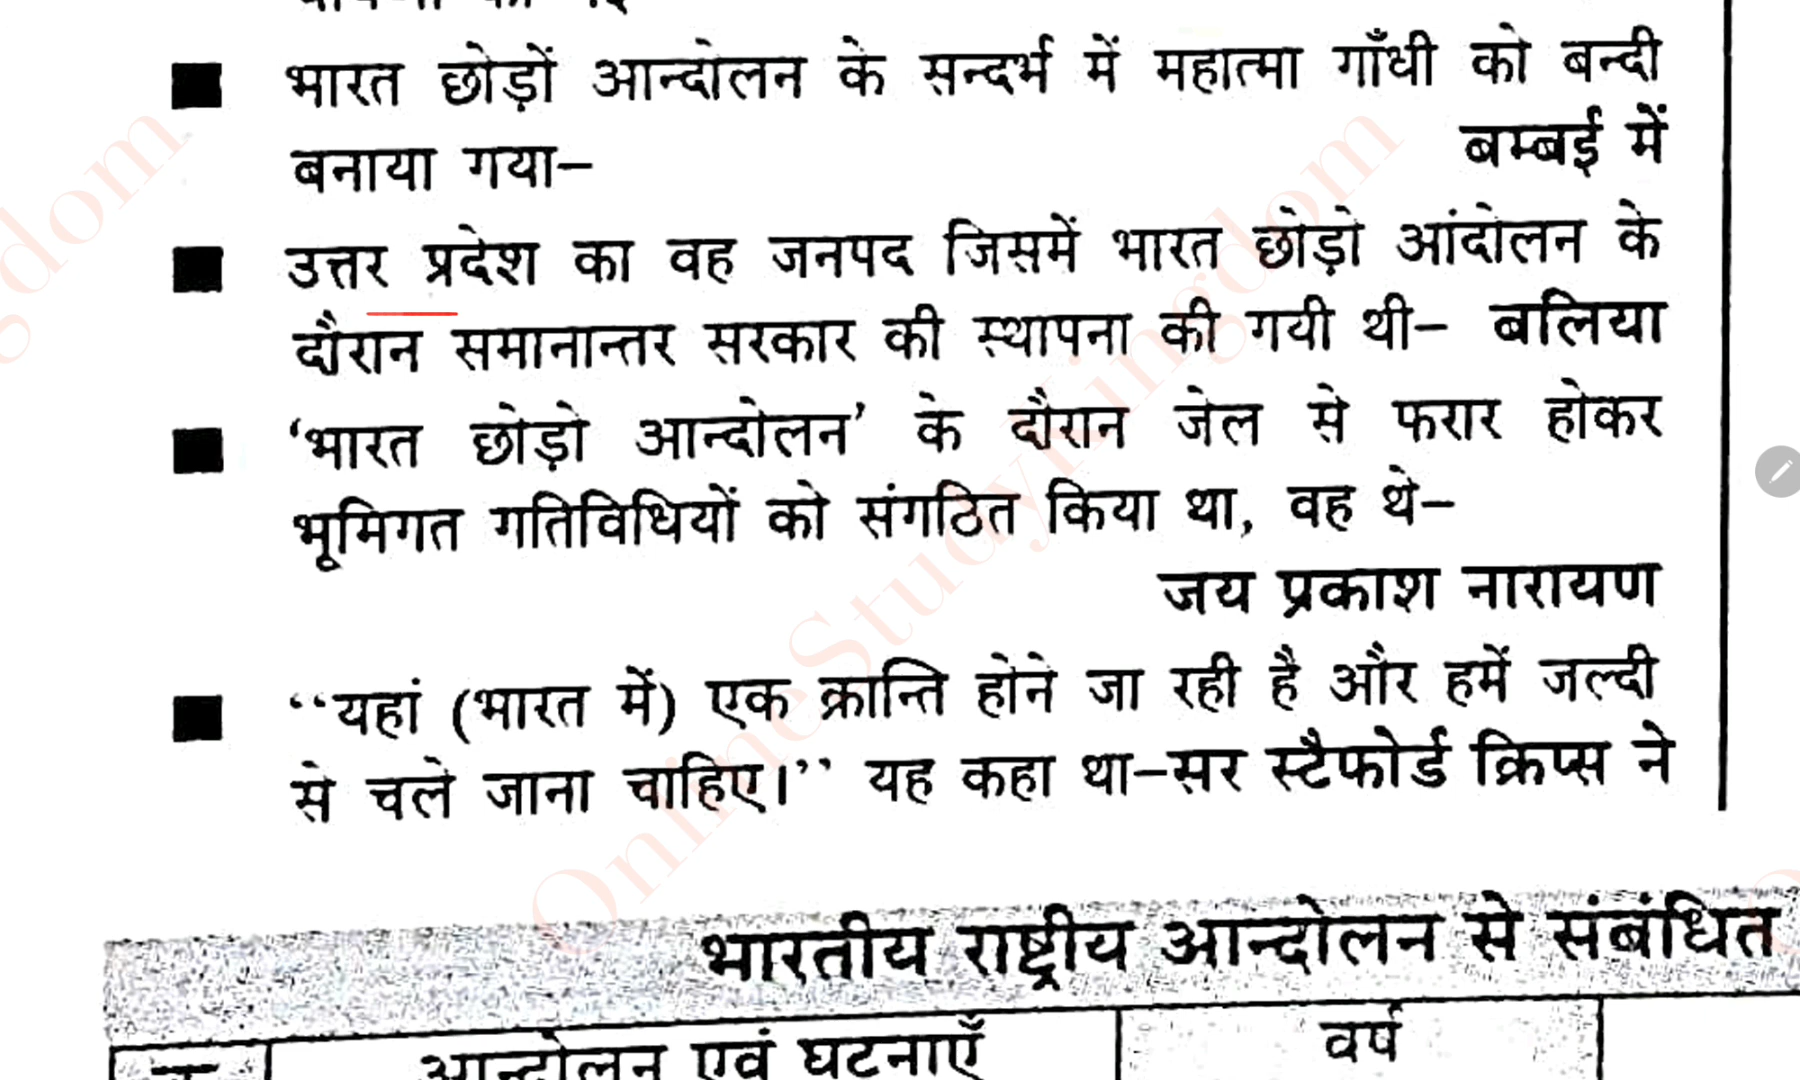 ■ भारत छोड़ों आन्दोलन के सन्दर्भ में महात्मा गाँधी को बन्दी
बनाया गया– बम्बई में
■ उत्तर प्रदेश का वह जनपद जिसमें भारत छोड़ो आंदोलन के
दौरान समानान्तर सरकार की स्थापना की गयी थी– बलिया
■ ‘भारत छोड़ो आन्दोलन’ के दौरान जेल से फरार होकर
भूमिगत गतिविधियों को संगठित किया था, वह थे–
जय प्रकाश नारायण
■ ‘‘यहां (भारत में) एक क्रान्ति होने जा रही है और हमें जल्दी
से चले जाना चाहिए।’’ यह कहा था–सर स्टैफोर्ड क्रिप्स ने
भारतीय राष्ट्रीय आन्दोलन से संबंधित
आन्दोलन एवं घटनाएँ वर्ष
OnlineStudyKingdom